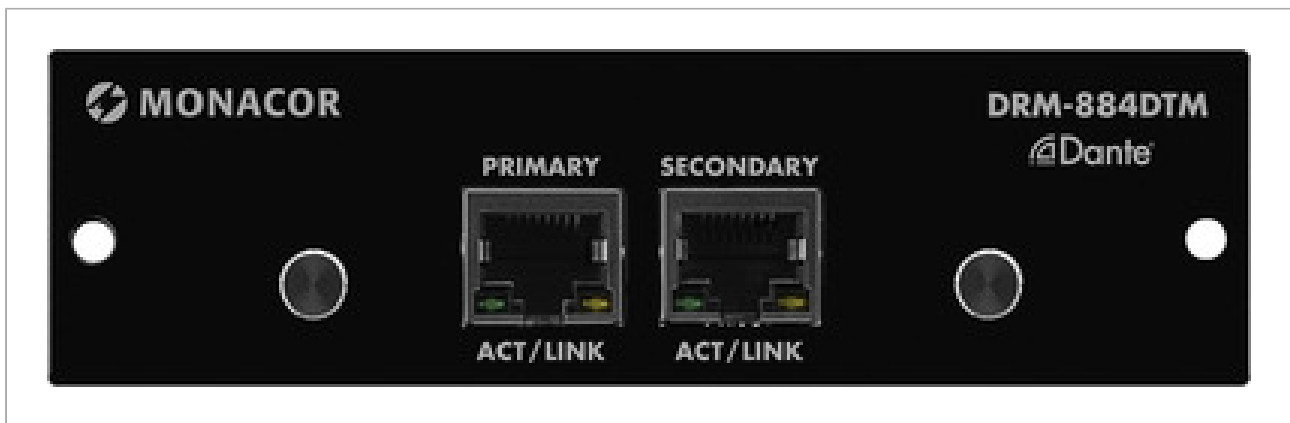 MONACOR
DRM-884DTM
Dante
PRIMARY SECONDARY
ACT/LINK ACT/LINK